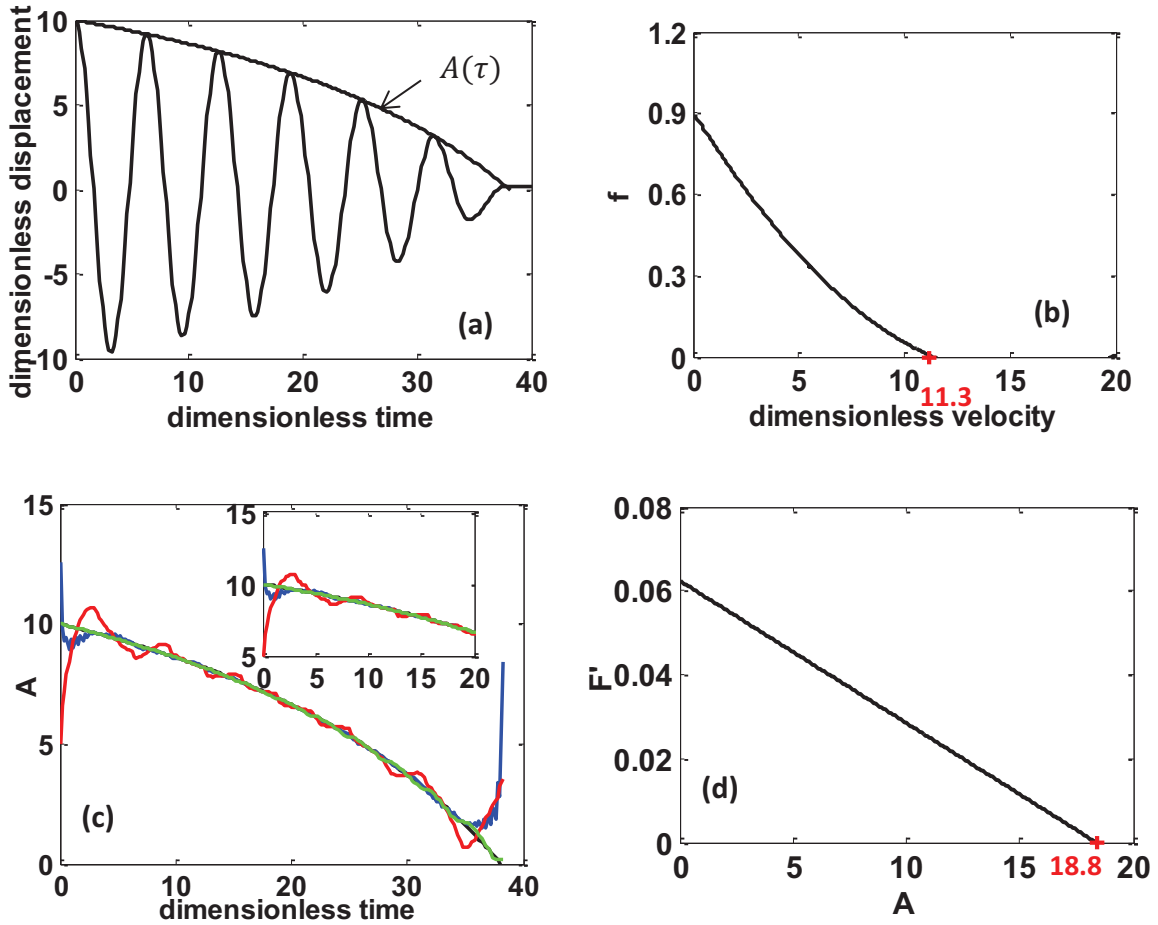 dimensionless displacement
10
5
0
-5
10
A(τ)
(a)
0 10 20 30 40
dimensionless time
f
1.2
0.9
0.6
0.3
0
(b)
0 5 10 15 20
11.3
dimensionless velocity
A
15
10
5
0
15
10
5
0 5 10 15 20
(c)
0 10 20 30 40
dimensionless time
F'
0.08
0.06
0.04
0.02
0
(d)
0 5 10 15 20
18.8
A